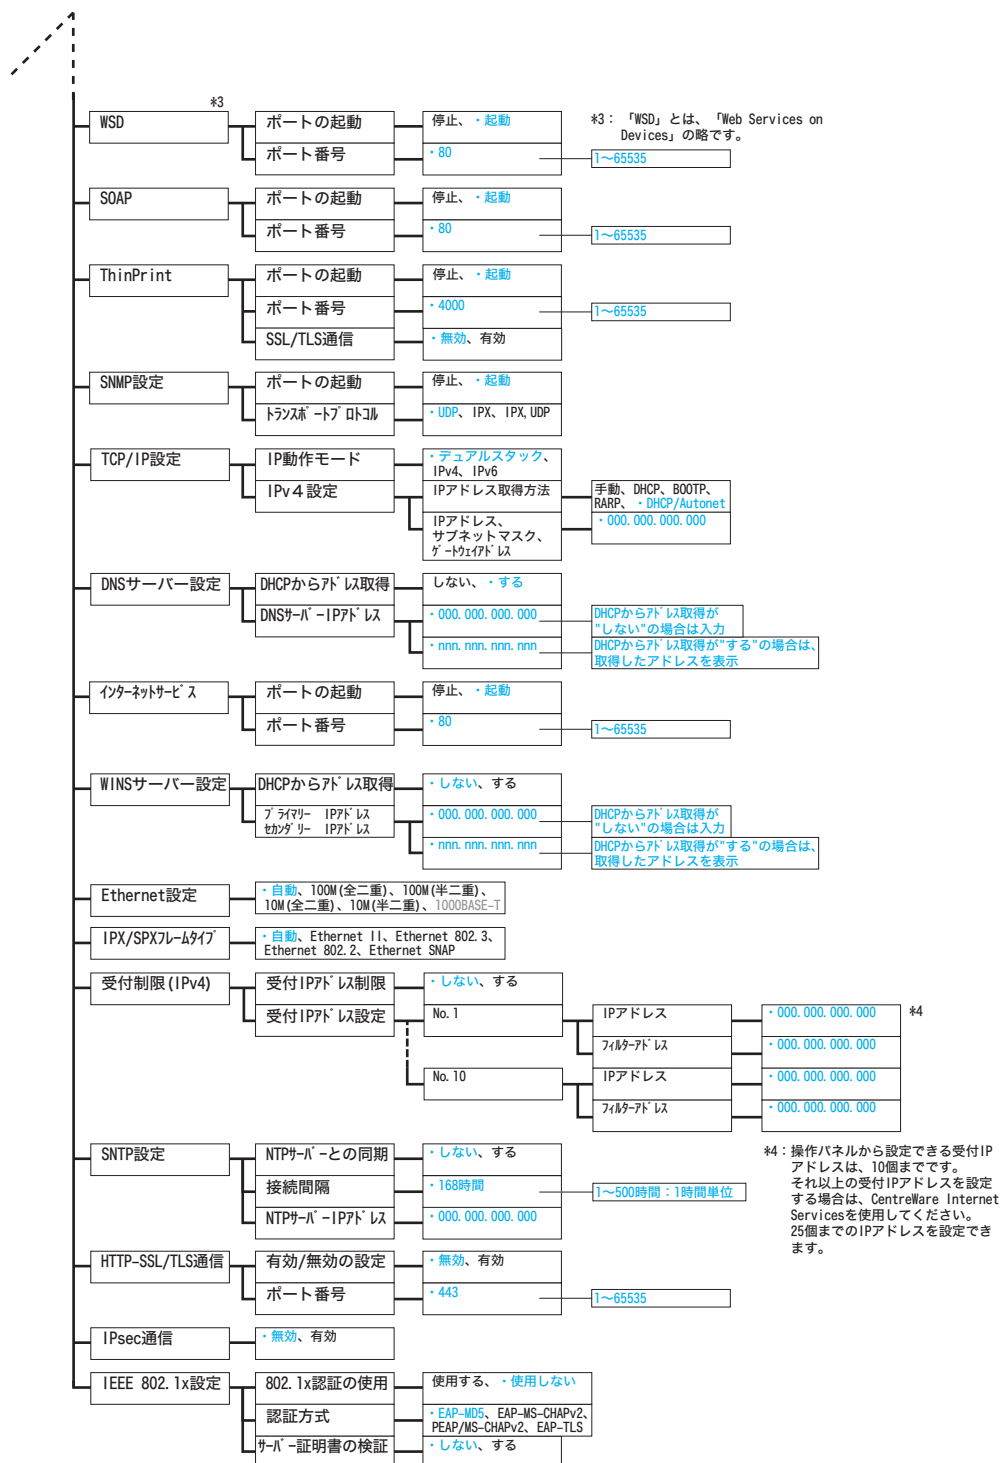 *3
WSD
ポートの起動
停止、・起動
*3：「WSD」とは、「Web Services on
Devices」の略です。
ポート番号
・80
1～65535
SOAP
ポートの起動
停止、・起動
ポート番号
・80
1～65535
ThinPrint
ポートの起動
停止、・起動
ポート番号
・4000
1～65535
SSL/TLS通信
・無効、有効
SNMP設定
ポートの起動
停止、・起動
ﾄﾗﾝｽﾎﾟｰﾄﾌﾟﾛﾄｺﾙ
・UDP、IPX、IPX,UDP
TCP/IP設定
IP動作モード
・デュアルスタック、
IPv4、IPv6
IPv４設定
IPアドレス取得方法
手動、DHCP、BOOTP、
RARP、・DHCP/Autonet
IPアドレス、
サブネットマスク、
ｹﾞｰﾄｳｪｲｱﾄﾞﾚｽ
・000.000.000.000
DNSサーバー設定
DHCPからｱﾄﾞﾚｽ取得
しない、・する
DNSｻｰﾊﾞｰIPｱﾄﾞﾚｽ
・000.000.000.000
DHCPからｱﾄﾞﾚｽ取得が
"しない"の場合は入力
・nnn.nnn.nnn.nnn
DHCPからｱﾄﾞﾚｽ取得が"する"の場合は、
取得したアドレスを表示
ｲﾝﾀｰﾈｯﾄｻｰﾋﾞｽ
ポートの起動
停止、・起動
ポート番号
・80
1～65535
WINSサーバー設定
DHCPからｱﾄﾞﾚｽ取得
・しない、する
ﾌﾟﾗｲﾏﾘｰ IPｱﾄﾞﾚｽ
ｾｶﾝﾀﾞﾘｰ IPｱﾄﾞﾚｽ
・000.000.000.000
DHCPからｱﾄﾞﾚｽ取得が
"しない"の場合は入力
・nnn.nnn.nnn.nnn
DHCPからｱﾄﾞﾚｽ取得が"する"の場合は、
取得したアドレスを表示
Ethernet設定
・自動、100M(全二重)、100M(半二重)、
10M(全二重)、10M(半二重)、1000BASE-T
IPX/SPXﾌﾚｰﾑﾀｲﾌﾟ
・自動、Ethernet II、Ethernet 802.3、
Ethernet 802.2、Ethernet SNAP
受付制限(IPv4)
受付IPｱﾄﾞﾚｽ制限
・しない、する
受付IPｱﾄﾞﾚｽ設定
No.1
IPアドレス
・000.000.000.000
*4
ﾌｨﾙﾀｰｱﾄﾞﾚｽ
・000.000.000.000
No.10
IPアドレス
・000.000.000.000
ﾌｨﾙﾀｰｱﾄﾞﾚｽ
・000.000.000.000
SNTP設定
NTPｻｰﾊﾞｰとの同期
・しない、する
接続間隔
・168時間
1～500時間：1時間単位
NTPｻｰﾊﾞｰIPｱﾄﾞﾚｽ
・000.000.000.000
*4：操作パネルから設定できる受付IP
アドレスは、10個までです。
それ以上の受付IPアドレスを設定
する場合は、CentreWare Internet
Servicesを使用してください。
25個までのIPアドレスを設定でき
ます。
HTTP-SSL/TLS通信
有効/無効の設定
・無効、有効
ポート番号
・443
1～65535
IPsec通信
・無効、有効
IEEE 802.1x設定
802.1x認証の使用
使用する、・使用しない
認証方式
・EAP-MD5、EAP-MS-CHAPv2、
PEAP/MS-CHAPv2、EAP-TLS
ｻｰﾊﾞｰ証明書の検証
・しない、する